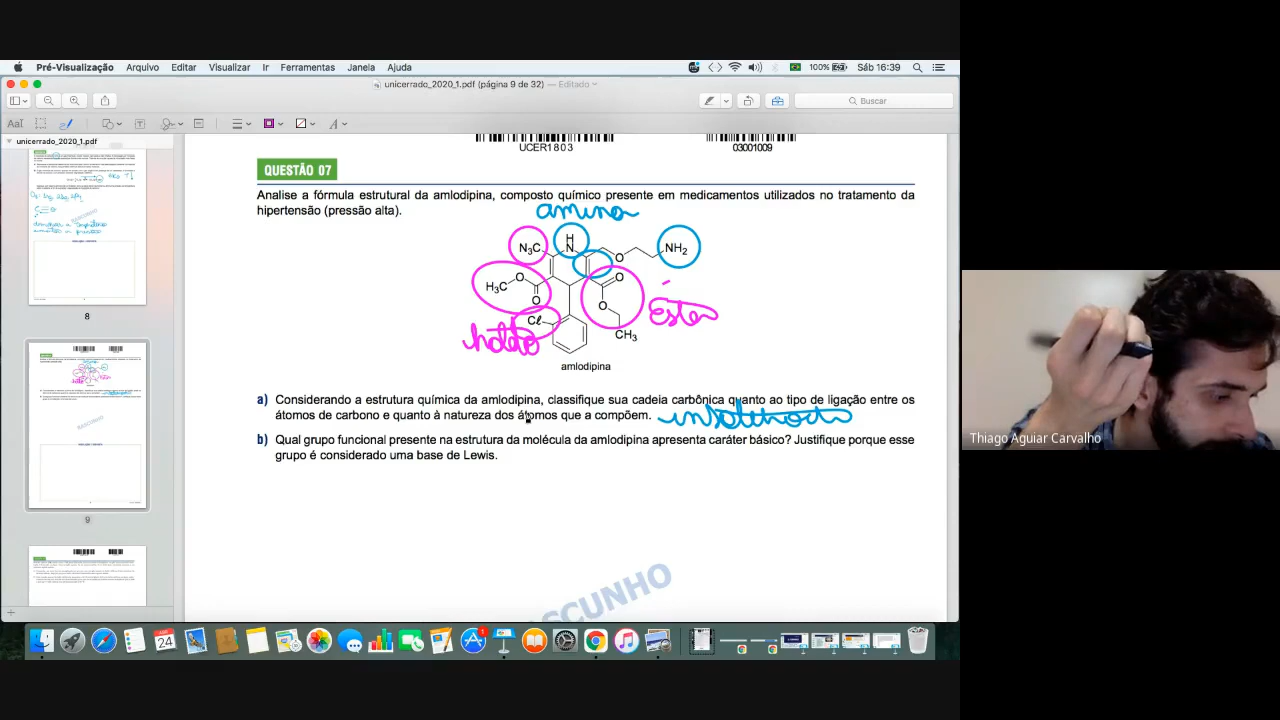 Pré-Visualização Arquivo Editar Visualizar Ir Ferramentas Janela Ajuda
100% Sáb 16:39
unicerrado_2020_1.pdf (página 9 de 32) — Editado
Buscar
unicerrado_2020_1.pdf
8
9
UCER1803
03001009
QUESTÃO 07
Analise a fórmula estrutural da amlodipina, composto químico presente em medicamentos utilizados no tratamento da
hipertensão (pressão alta).
amina
H
N
N3C
O
NH2
H3C
O
O
O
O
Cl
CH3
éster
haleto
amlodipina
a) Considerando a estrutura química da amlodipina, classifique sua cadeia carbônica quanto ao tipo de ligação entre os
átomos de carbono e quanto à natureza dos átomos que a compõem.
b) Qual grupo funcional presente na estrutura da molécula da amlodipina apresenta caráter básico? Justifique porque esse
grupo é considerado uma base de Lewis.
RASCUNHO
24
1
Thiago Aguiar Carvalho